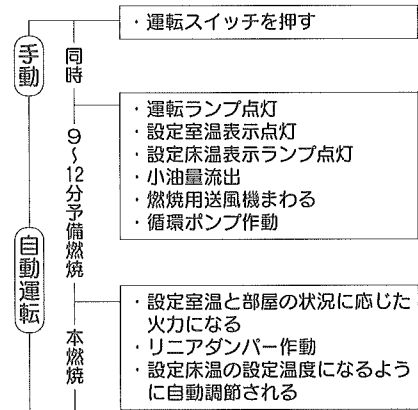 ・運転スイッチを押す
手動
同時
・運転ランプ点灯
・設定室温表示点灯
・設定床温表示ランプ点灯
・小油量流出
・燃焼用送風機まわる
・循環ポンプ作動
9〜12分予備燃焼
自動運転
・設定室温と部屋の状況に応じた
火力になる
・リニアダンパー作動
・設定床温の設定温度になるよう
に自動調節される
本燃焼